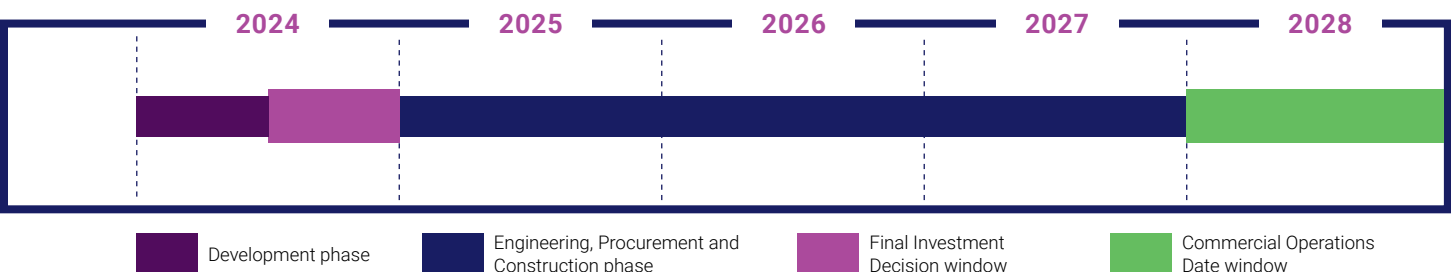 2024 2025 2026 2027 2028
Development phase
Engineering, Procurement and
Construction phase
Final Investment
Decision window
Commercial Operations
Date window